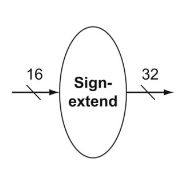 16
32
Sign-
extend